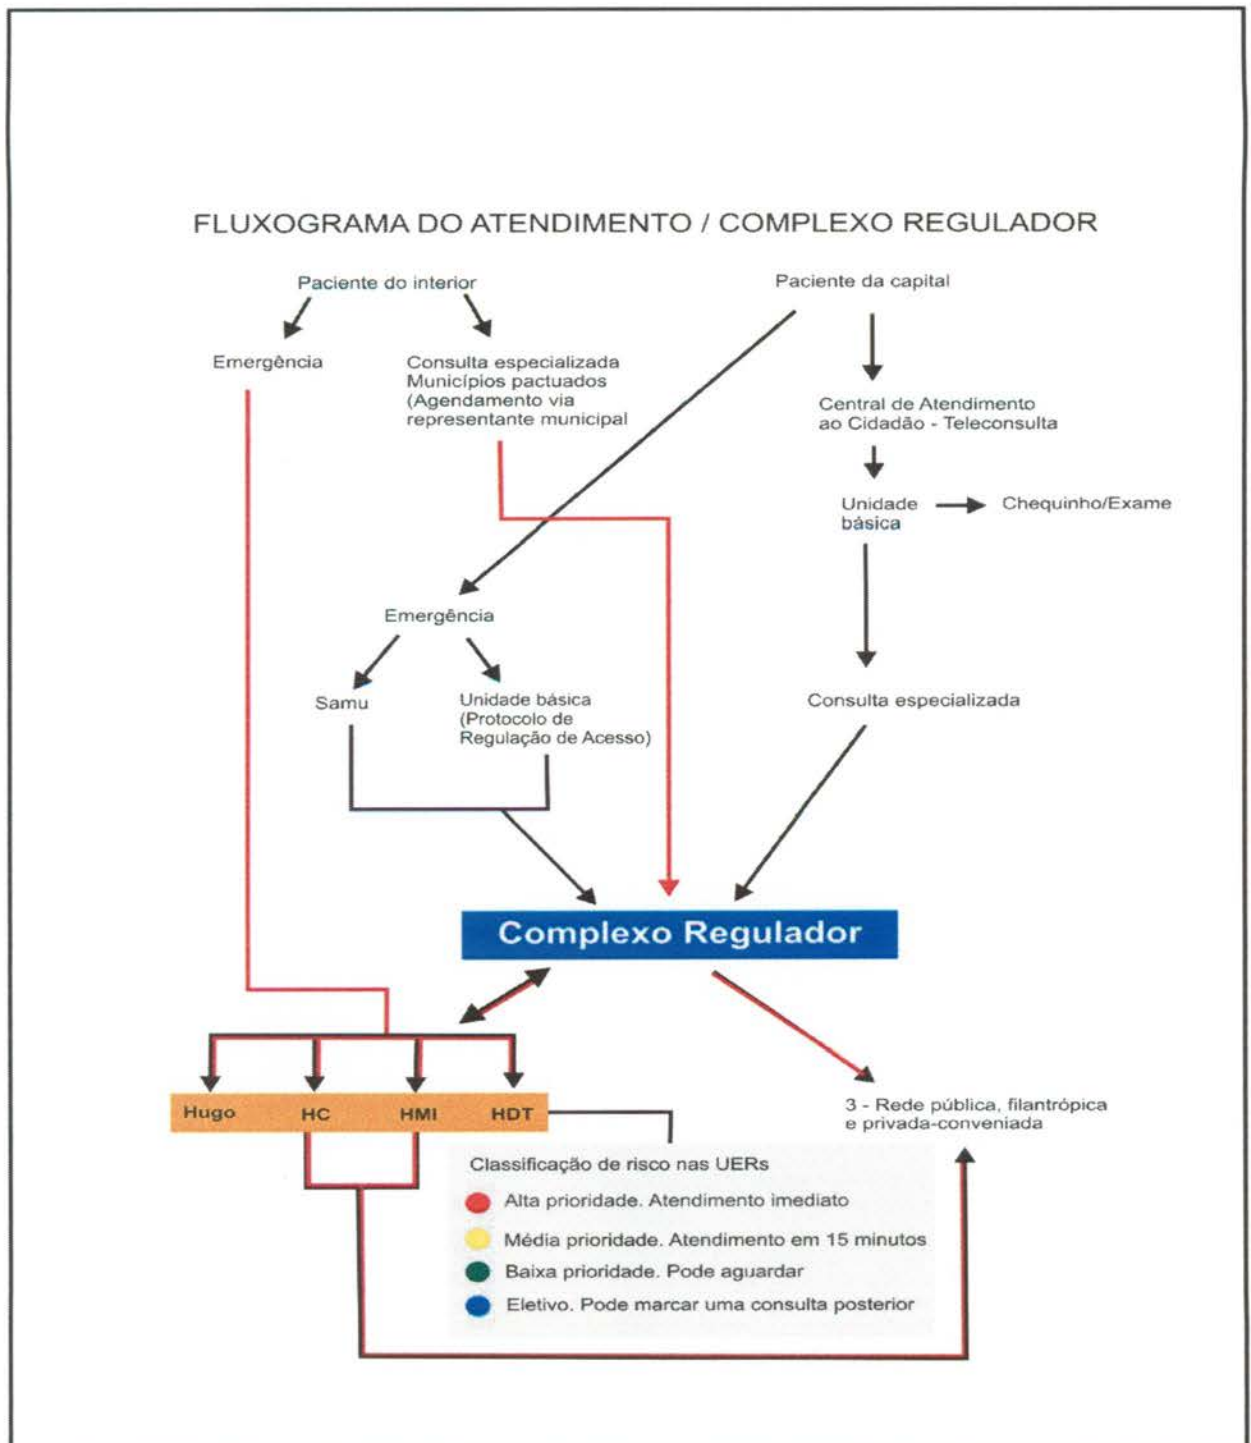 FLUXOGRAMA DO ATENDIMENTO / COMPLEXO REGULADOR
Paciente do interior
Paciente da capital
Emergência
Consulta especializada
Municípios pactuados
(Agendamento via
representante municipal
Central de Atendimento
ao Cidadão - Teleconsulta
Unidade
básica
Chequinho/Exame
Emergência
Samu
Unidade básica
(Protocolo de
Regulação de Acesso)
Consulta especializada
Complexo Regulador
Hugo
HC
HMI
HDT
3 - Rede pública, filantrópica
e privada-conveniada
Classificação de risco nas UERs
Alta prioridade. Atendimento imediato
Média prioridade. Atendimento em 15 minutos
Baixa prioridade. Pode aguardar
Eletivo. Pode marcar uma consulta posterior